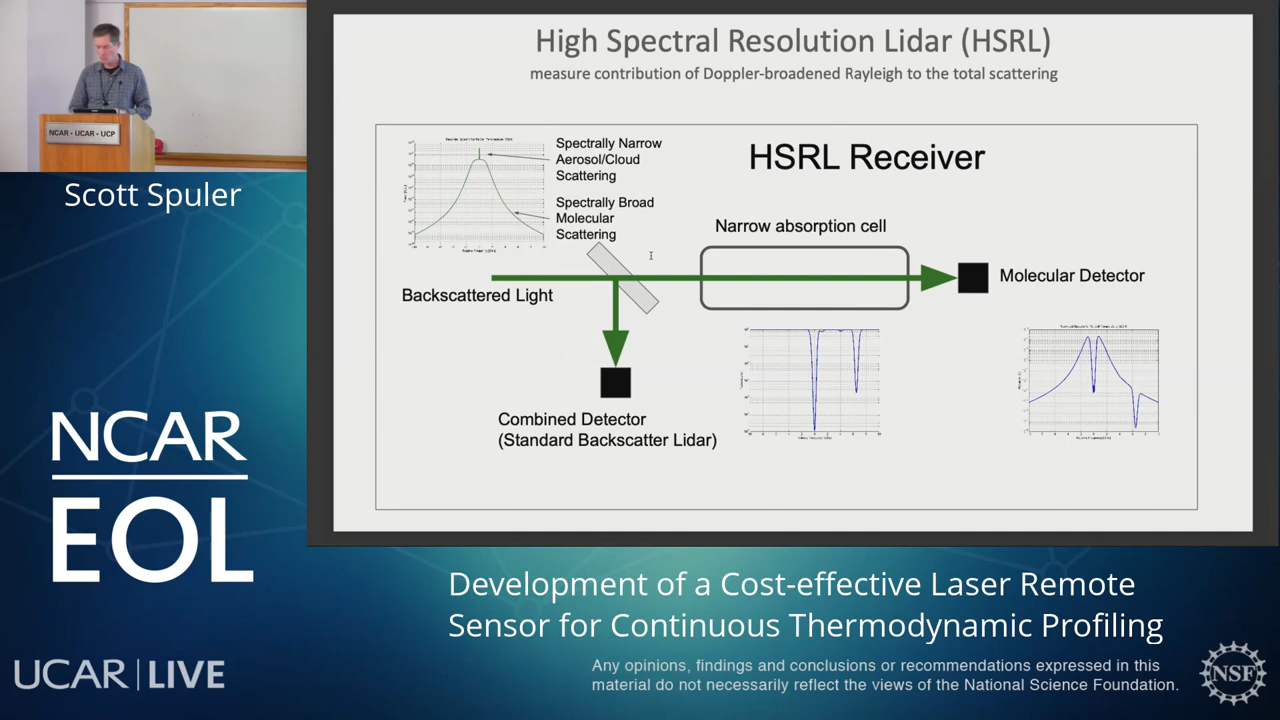 High Spectral Resolution Lidar (HSRL)
measure contribution of Doppler-broadened Rayleigh to the total scattering
NCAR • UCAR • UCP
Scott Spuler
Spectrally Narrow
Aerosol/Cloud
Scattering
HSRL Receiver
Spectrally Broad
Molecular
Scattering
Narrow absorption cell
Backscattered Light
Molecular Detector
Combined Detector
(Standard Backscatter Lidar)
NCAR
EOL
Development of a Cost-effective Laser Remote
Sensor for Continuous Thermodynamic Profiling
UCAR | LIVE
Any opinions, findings and conclusions or recommendations expressed in this
material do not necessarily reflect the views of the National Science Foundation.
NSF